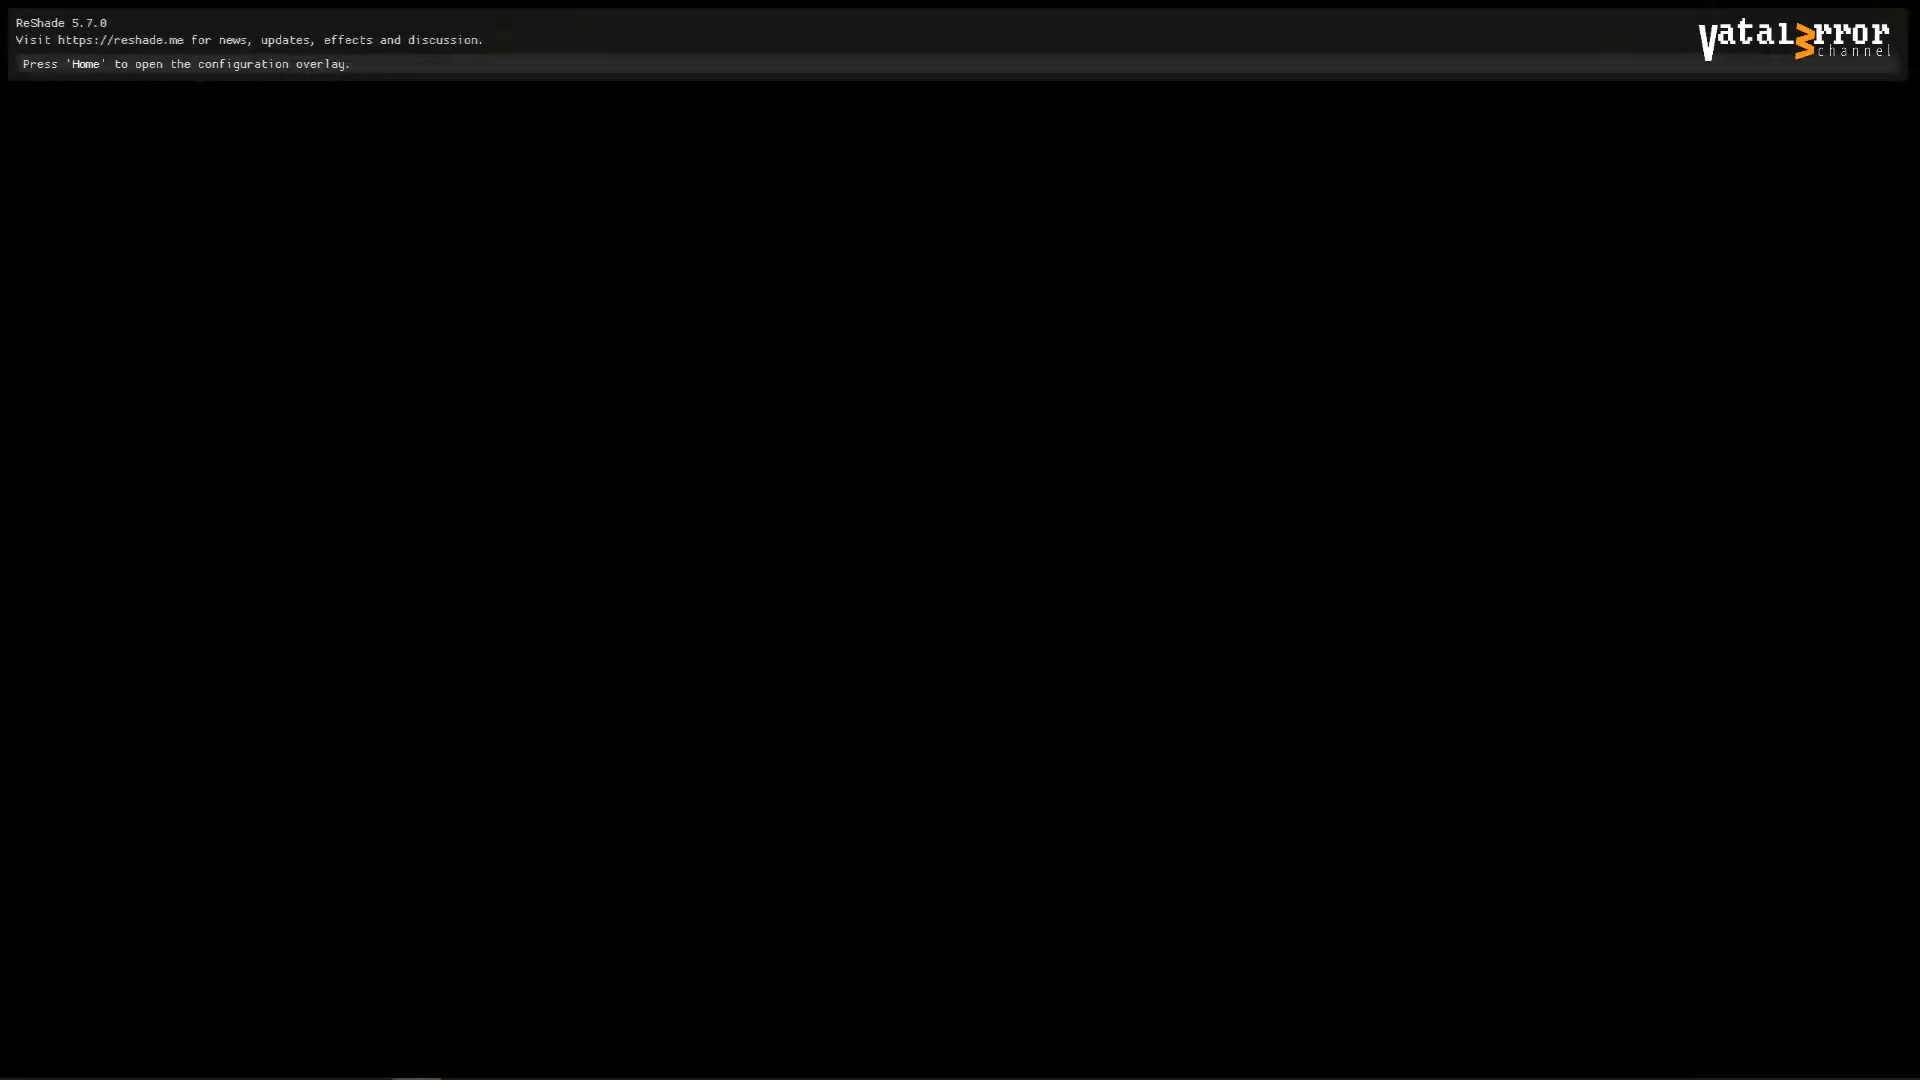 ReShade 5.7.0
Visit https://reshade.me for news, updates, effects and discussion.
Press 'Home' to open the configuration overlay.
Vatal3rror
channel